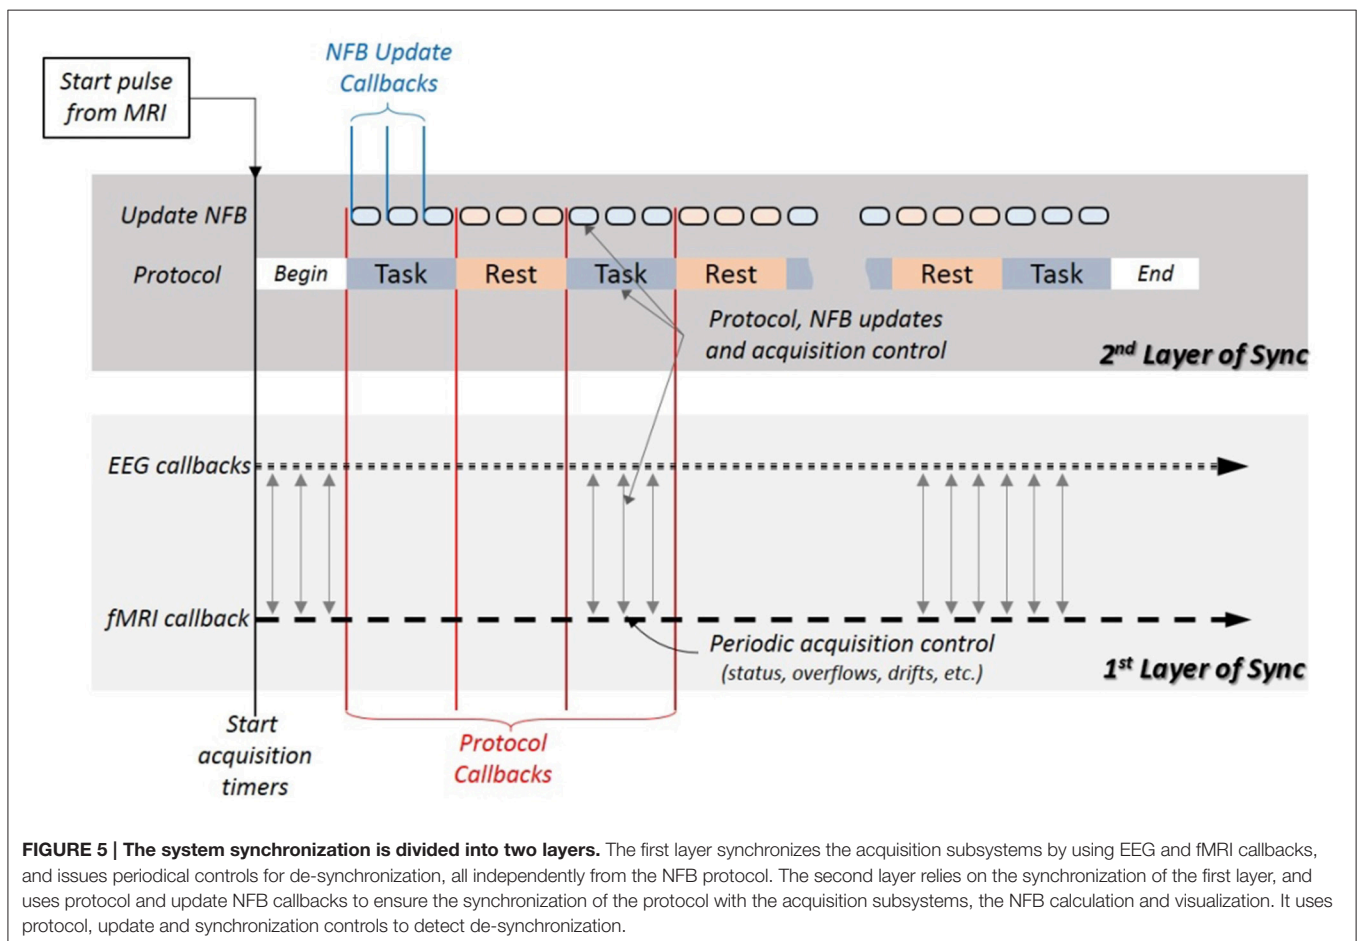 NFB Update
Callbacks
Start pulse
from MRI
Update NFB
Protocol
Begin
Task
Rest
Task
Rest
Rest
Task
End
Protocol, NFB updates
and acquisition control
2nd Layer of Sync
EEG callbacks
fMRI callback
Periodic acquisition control
(status, overflows, drifts, etc.)
1st Layer of Sync
Start
acquisition
timers
Protocol
Callbacks
FIGURE 5 | The system synchronization is divided into two layers. The first layer synchronizes the acquisition subsystems by using EEG and fMRI callbacks,
and issues periodical controls for de-synchronization, all independently from the NFB protocol. The second layer relies on the synchronization of the first layer, and
uses protocol and update NFB callbacks to ensure the synchronization of the protocol with the acquisition subsystems, the NFB calculation and visualization. It uses
protocol, update and synchronization controls to detect de-synchronization.